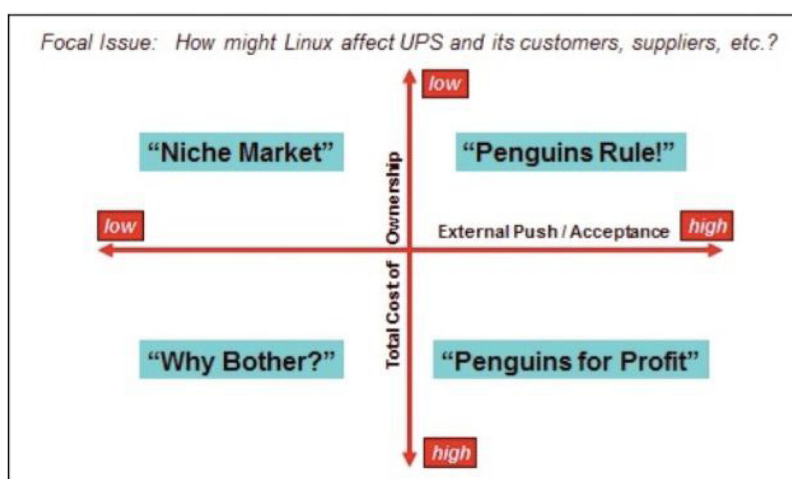 Focal Issue: How might Linux affect UPS and its customers, suppliers, etc.?
low
“Niche Market”
“Penguins Rule!”
low
External Push / Acceptance
high
Total Cost of Ownership
“Why Bother?”
“Penguins for Profit”
high